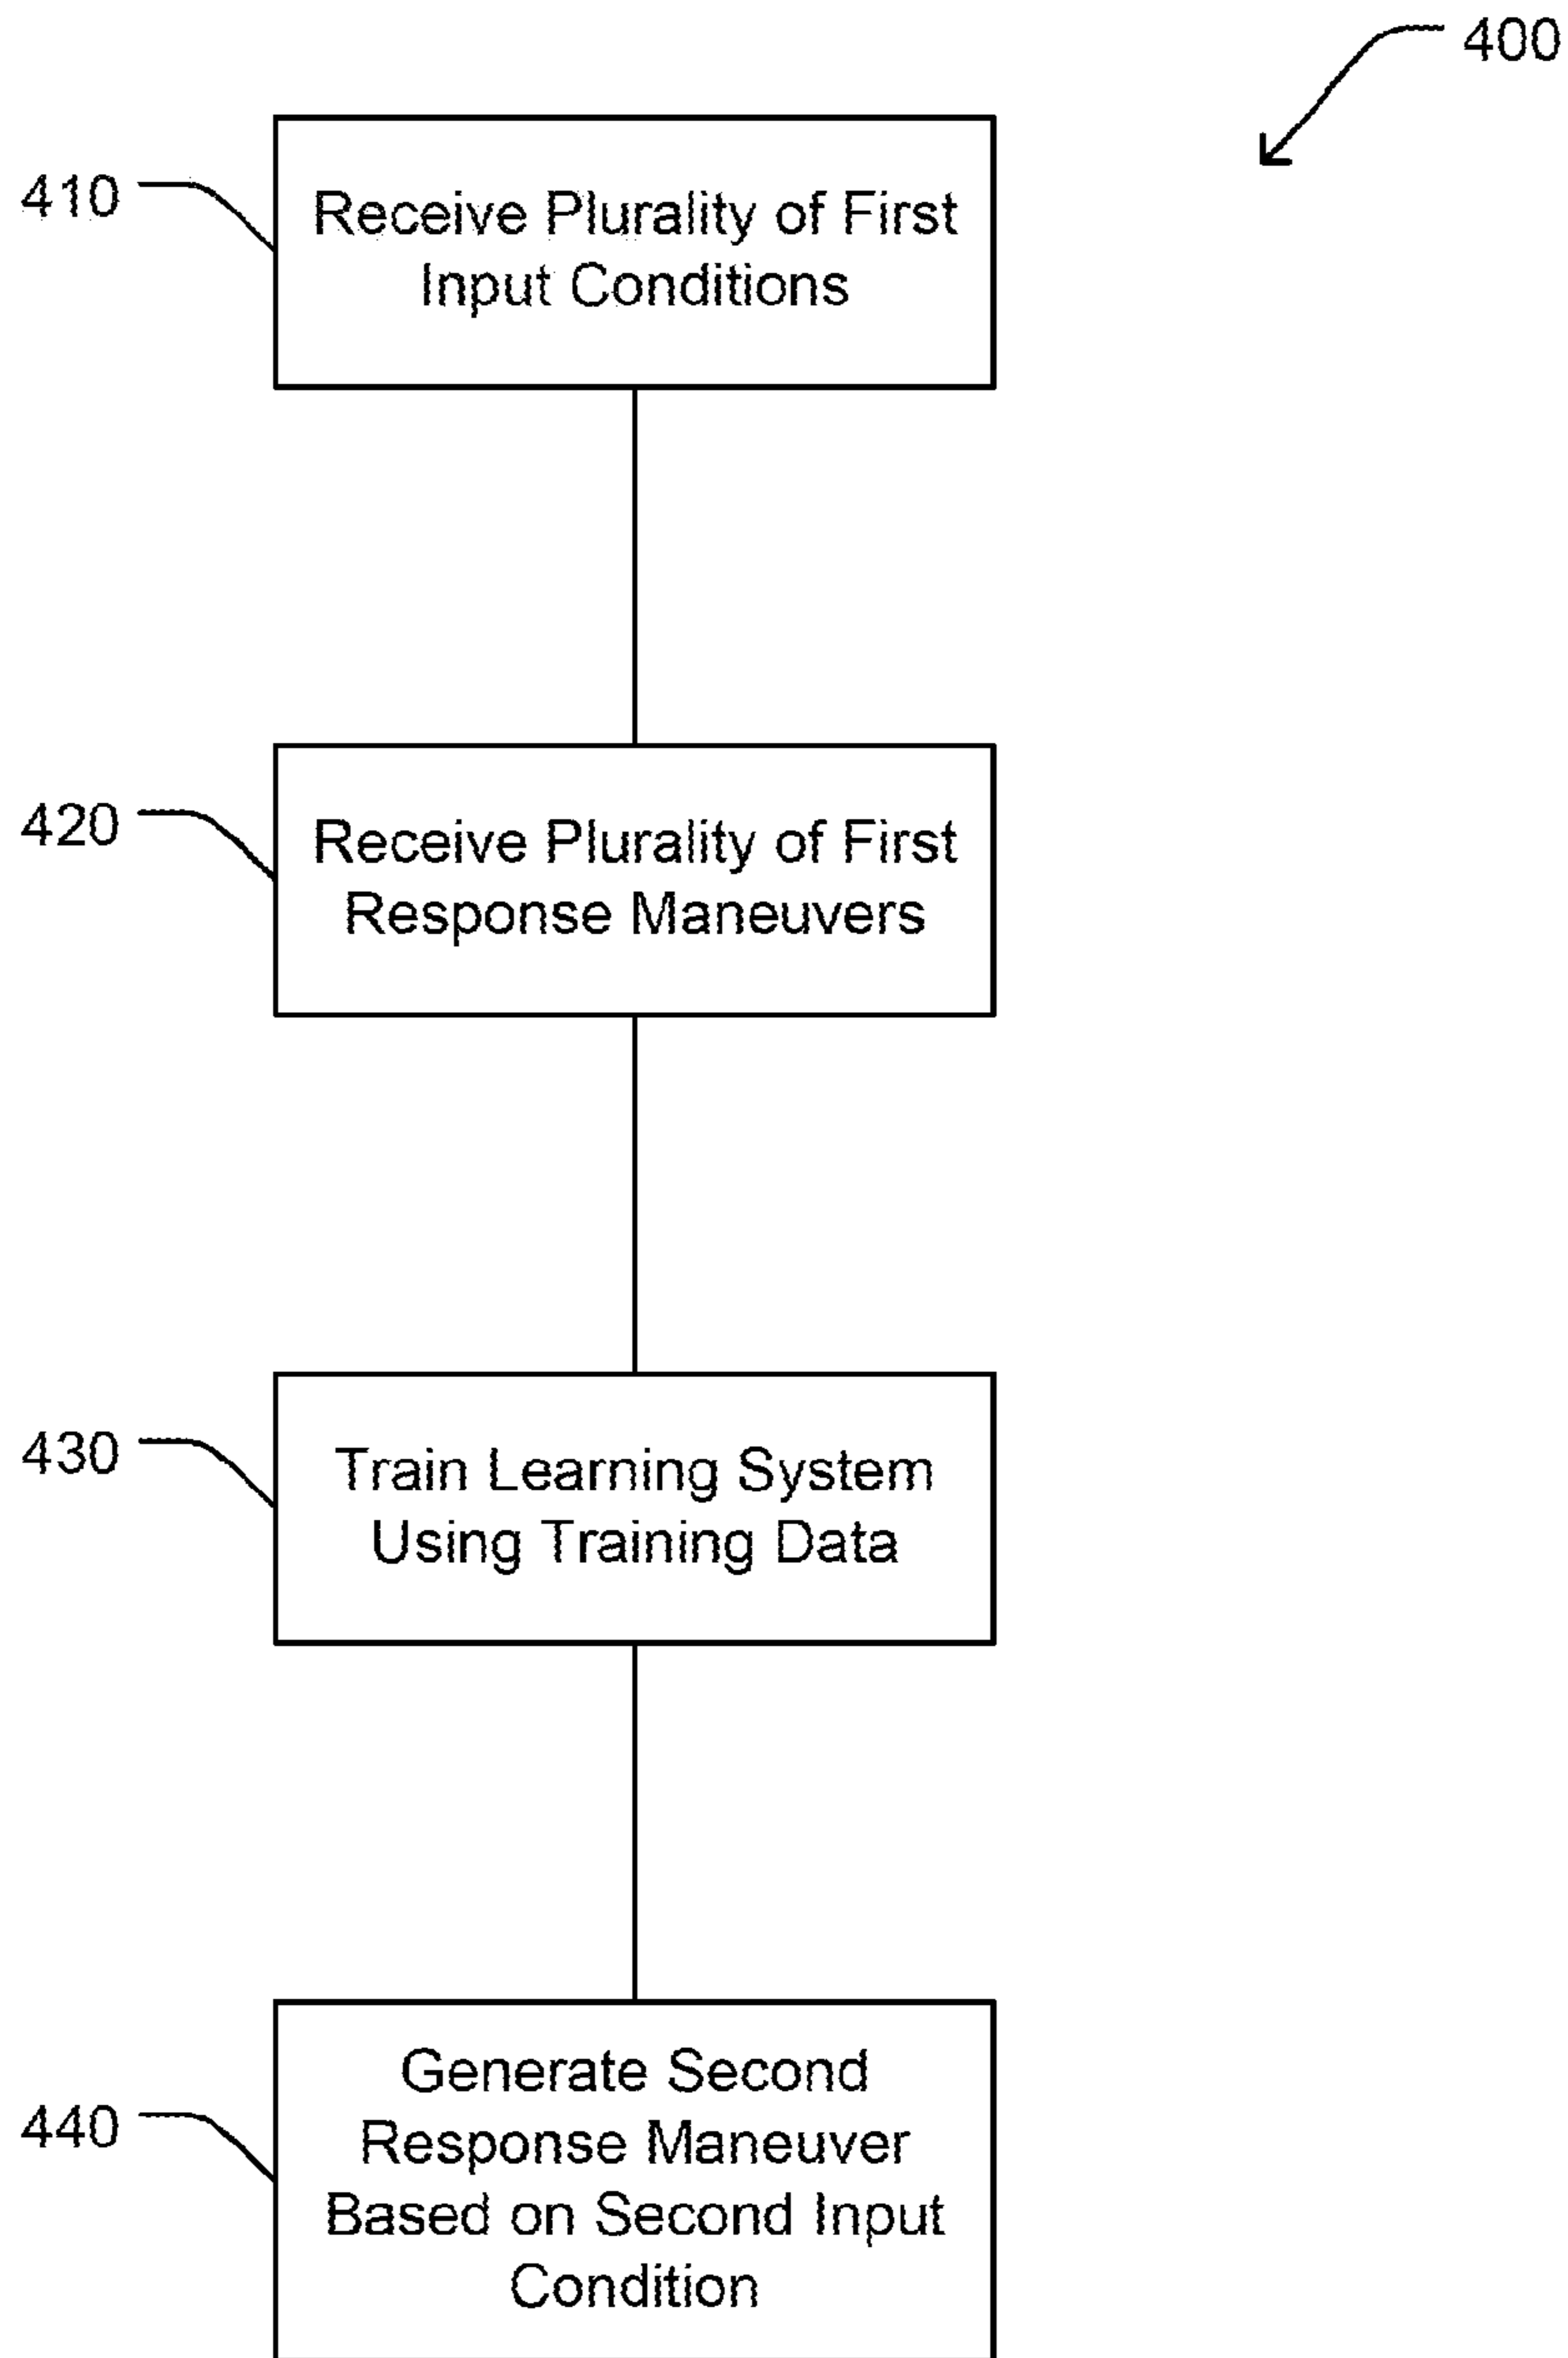 400
410
Receive Plurality of First
Input Conditions
420
Receive Plurality of First
Response Maneuvers
430
Train Learning System
Using Training Data
440
Generate Second
Response Maneuver
Based on Second Input
Condition